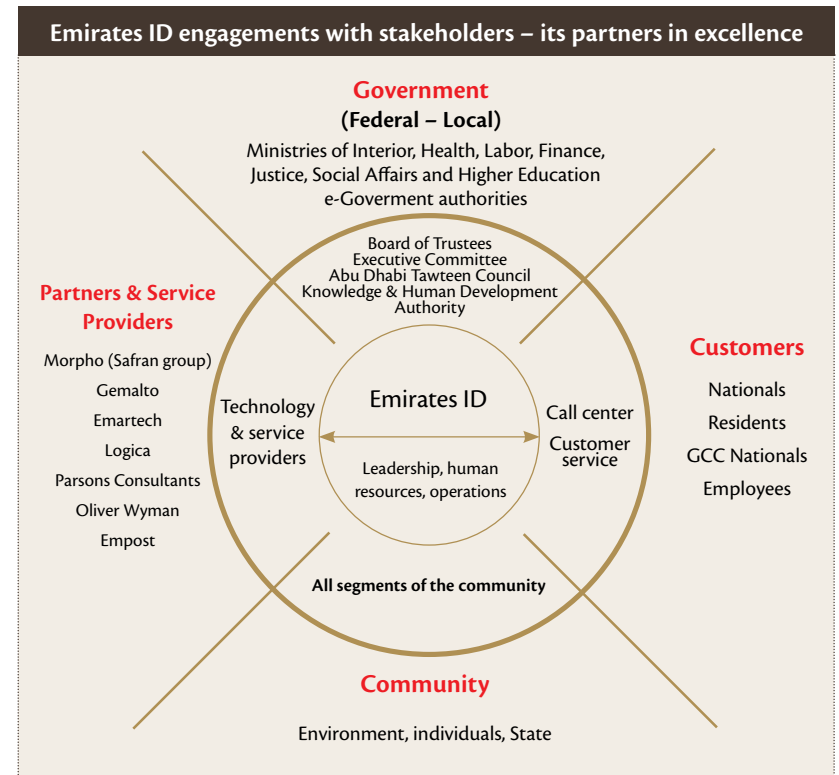 Emirates ID engagements with stakeholders – its partners in excellence
Government
(Federal – Local)
Ministries of Interior, Health, Labor, Finance,
Justice, Social Affairs and Higher Education
e-Goverment authorities
Board of Trustees
Executive Committee
Abu Dhabi Tawteen Council
Knowledge & Human Development
Authority
Partners & Service
Providers
Morpho (Safran group)
Gemalto
Emartech
Logica
Parsons Consultants
Oliver Wyman
Empost
Technology
& service
providers
Emirates ID
Leadership, human
resources, operations
Call center
Customer
service
Customers
Nationals
Residents
GCC Nationals
Employees
All segments of the community
Community
Environment, individuals, State